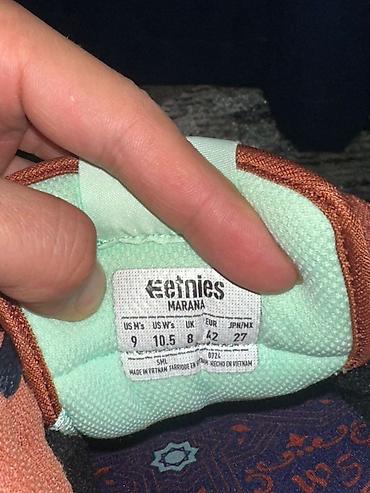 etnies
MARANA
US M's US W's UK EUR JPN/MX
9 10.5 8 42 27
SML 0724
MADE IN VIETNAM FABRIQUÉ EN VIETNAM HECHO EN VIETNAM